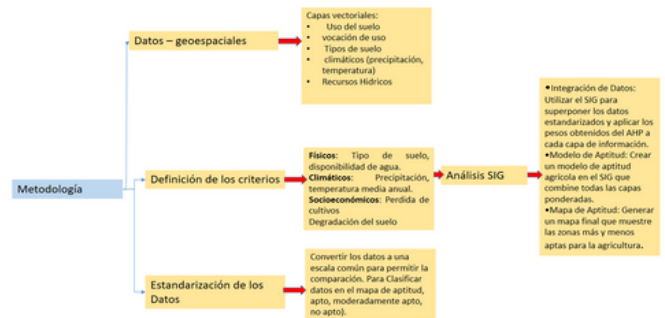 Metodología
Datos – geoespaciales
Capas vectoriales:
• Uso del suelo
• vocación de uso
• Tipos de suelo
• climáticos (precipitación,
temperatura)
• Recursos Hídricos
Definición de los criterios
Físicos: Tipo de suelo,
disponibilidad de agua.
Climáticos: Precipitación,
temperatura media anual.
Socioeconómicos: Perdida de
cultivos
Degradación del suelo
Análisis SIG
•Integración de Datos:
Utilizar el SIG para
superponer los datos
estandarizados y aplicar los
pesos obtenidos del AHP a
cada capa de información.
•Modelo de Aptitud: Crear
un modelo de aptitud
agrícola en el SIG que
combine todas las capas
ponderadas.
•Mapa de Aptitud: Generar
un mapa final que muestre
las zonas más y menos
aptas para la agricultura.
Estandarización de los
Datos
Convertir los datos a una
escala común para permitir la
comparación. Para Clasificar
datos en el mapa de aptitud,
apto, moderadamente apto,
no apto).